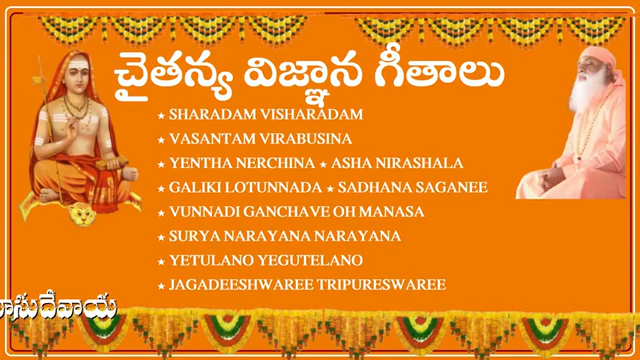 చైతన్య విజ్ఞాన గీతాలు
★ SHARADAM VISHARADAM
★ VASANTAM VIRABUSINA
★ YENTHA NERCHINA ★ ASHA NIRASHALA
★ GALIKI LOTUNNADA ★ SADHANA SAGANEE
★ VUNNADI GANCHAVE OH MANASA
★ SURYA NARAYANA NARAYANA
★ YETULANO YEGUTELANO
★ JAGADEESHWAREE TRIPURESWAREE
వాసుదేవాయ